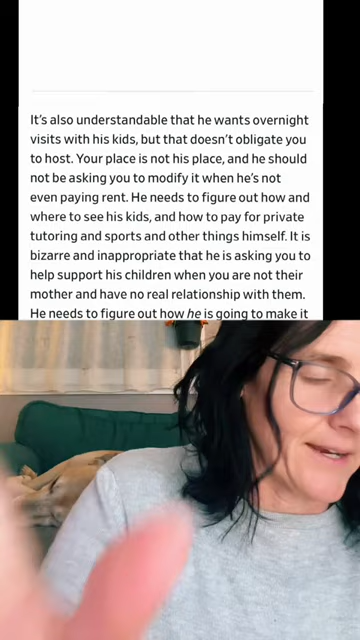 It's also understandable that he wants overnight
visits with his kids, but that doesn't obligate you
to host. Your place is not his place, and he should
not be asking you to modify it when he's not
even paying rent. He needs to figure out how and
where to see his kids, and how to pay for private
tutoring and sports and other things himself. It is
bizarre and inappropriate that he is asking you to
help support his children when you are not their
mother and have no real relationship with them.
He needs to figure out how he is going to make it